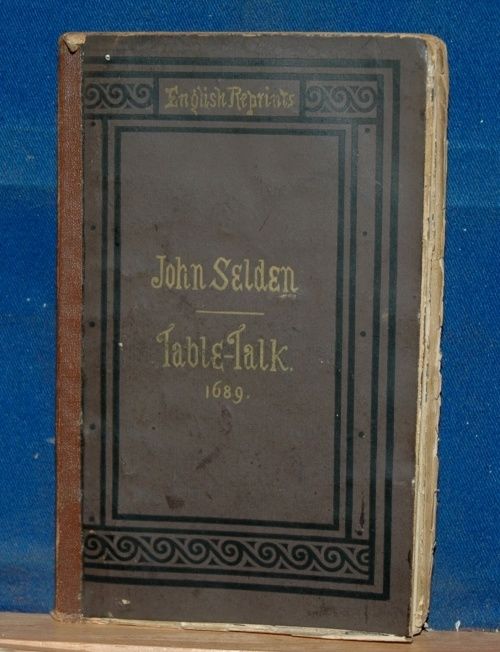 English Reprints
John Selden
Table-Talk.
1689.